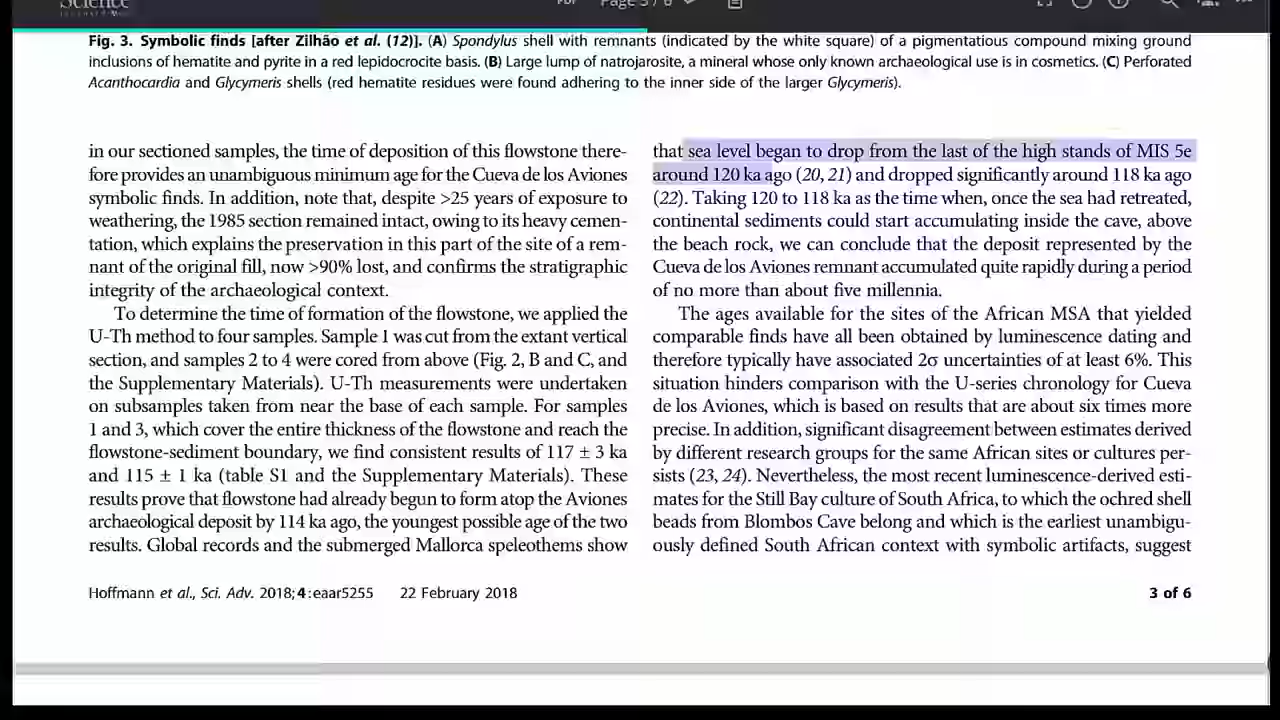 Science
PDF
Page 3 / 6
Fig. 3. Symbolic finds [after Zilhão et al. (12)]. (A) Spondylus shell with remnants (indicated by the white square) of a pigmentatious compound mixing ground
inclusions of hematite and pyrite in a red lepidocrocite basis. (B) Large lump of natrojarosite, a mineral whose only known archaeological use is in cosmetics. (C) Perforated
Acanthocardia and Glycymeris shells (red hematite residues were found adhering to the inner side of the larger Glycymeris).
in our sectioned samples, the time of deposition of this flowstone there-
fore provides an unambiguous minimum age for the Cueva de los Aviones
symbolic finds. In addition, note that, despite >25 years of exposure to
weathering, the 1985 section remained intact, owing to its heavy cemen-
tation, which explains the preservation in this part of the site of a rem-
nant of the original fill, now >90% lost, and confirms the stratigraphic
integrity of the archaeological context.
To determine the time of formation of the flowstone, we applied the
U-Th method to four samples. Sample 1 was cut from the extant vertical
section, and samples 2 to 4 were cored from above (Fig. 2, B and C, and
the Supplementary Materials). U-Th measurements were undertaken
on subsamples taken from near the base of each sample. For samples
1 and 3, which cover the entire thickness of the flowstone and reach the
flowstone-sediment boundary, we find consistent results of 117 ± 3 ka
and 115 ± 1 ka (table S1 and the Supplementary Materials). These
results prove that flowstone had already begun to form atop the Aviones
archaeological deposit by 114 ka ago, the youngest possible age of the two
results. Global records and the submerged Mallorca speleothems show
that sea level began to drop from the last of the high stands of MIS 5e
around 120 ka ago (20, 21) and dropped significantly around 118 ka ago
(22). Taking 120 to 118 ka as the time when, once the sea had retreated,
continental sediments could start accumulating inside the cave, above
the beach rock, we can conclude that the deposit represented by the
Cueva de los Aviones remnant accumulated quite rapidly during a period
of no more than about five millennia.
The ages available for the sites of the African MSA that yielded
comparable finds have all been obtained by luminescence dating and
therefore typically have associated 2σ uncertainties of at least 6%. This
situation hinders comparison with the U-series chronology for Cueva
de los Aviones, which is based on results that are about six times more
precise. In addition, significant disagreement between estimates derived
by different research groups for the same African sites or cultures per-
sists (23, 24). Nevertheless, the most recent luminescence-derived esti-
mates for the Still Bay culture of South Africa, to which the ochred shell
beads from Blombos Cave belong and which is the earliest unambigu-
ously defined South African context with symbolic artifacts, suggest
Hoffmann et al., Sci. Adv. 2018;4:eaar5255 22 February 2018
3 of 6